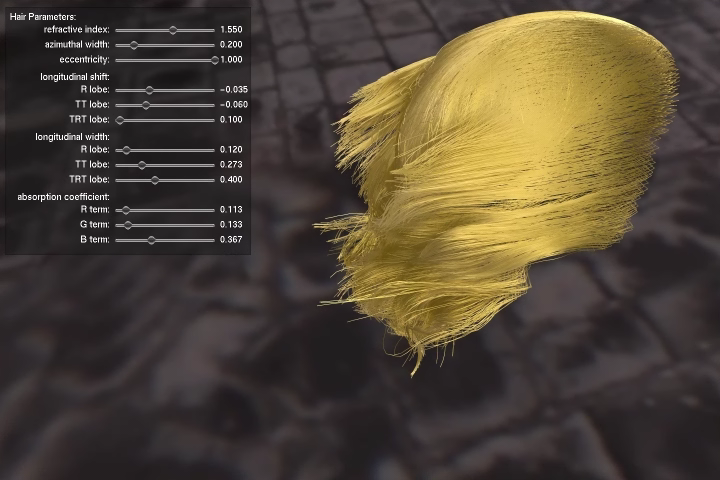 Hair Parameters:
refractive index: 1.550
azimuthal width: 0.200
eccentricity: 1.000
longitudinal shift:
R lobe: -0.035
TT lobe: -0.060
TRT lobe: 0.100
longitudinal width:
R lobe: 0.120
TT lobe: 0.273
TRT lobe: 0.400
absorption coefficient:
R term: 0.113
G term: 0.133
B term: 0.367